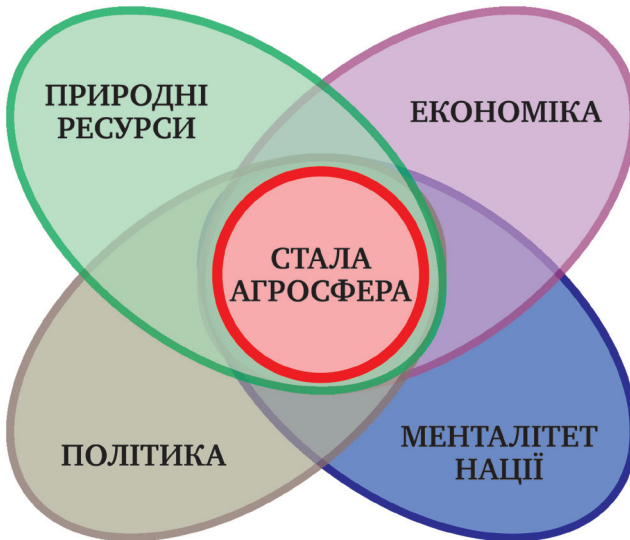 ПРИРОДНІ
РЕСУРСИ
ЕКОНОМІКА
СТАЛА
АГРОСФЕРА
ПОЛІТИКА
МЕНТАЛІТЕТ
НАЦІЇ